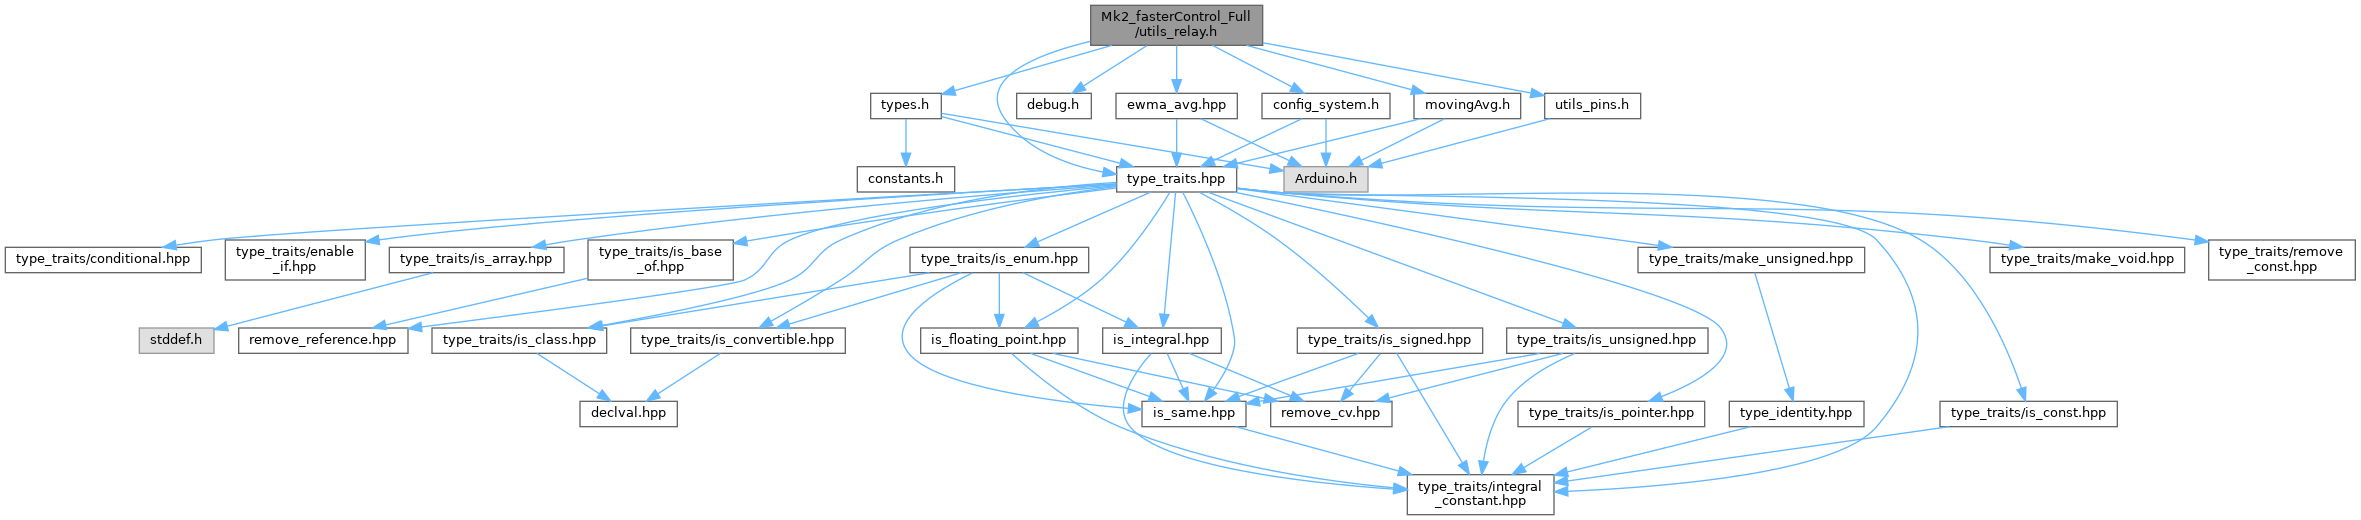 Mk2_fasterControl_Full
/utils_relay.h
types.h
debug.h
ewma_avg.hpp
config_system.h
movingAvg.h
utils_pins.h
constants.h
type_traits.hpp
Arduino.h
type_traits/conditional.hpp
type_traits/enable
_if.hpp
type_traits/is_array.hpp
type_traits/is_base
_of.hpp
type_traits/is_enum.hpp
type_traits/make_unsigned.hpp
type_traits/make_void.hpp
type_traits/remove
_const.hpp
stddef.h
remove_reference.hpp
type_traits/is_class.hpp
type_traits/is_convertible.hpp
is_floating_point.hpp
is_integral.hpp
type_traits/is_signed.hpp
type_traits/is_unsigned.hpp
declval.hpp
is_same.hpp
remove_cv.hpp
type_traits/is_pointer.hpp
type_identity.hpp
type_traits/is_const.hpp
type_traits/integral
_constant.hpp